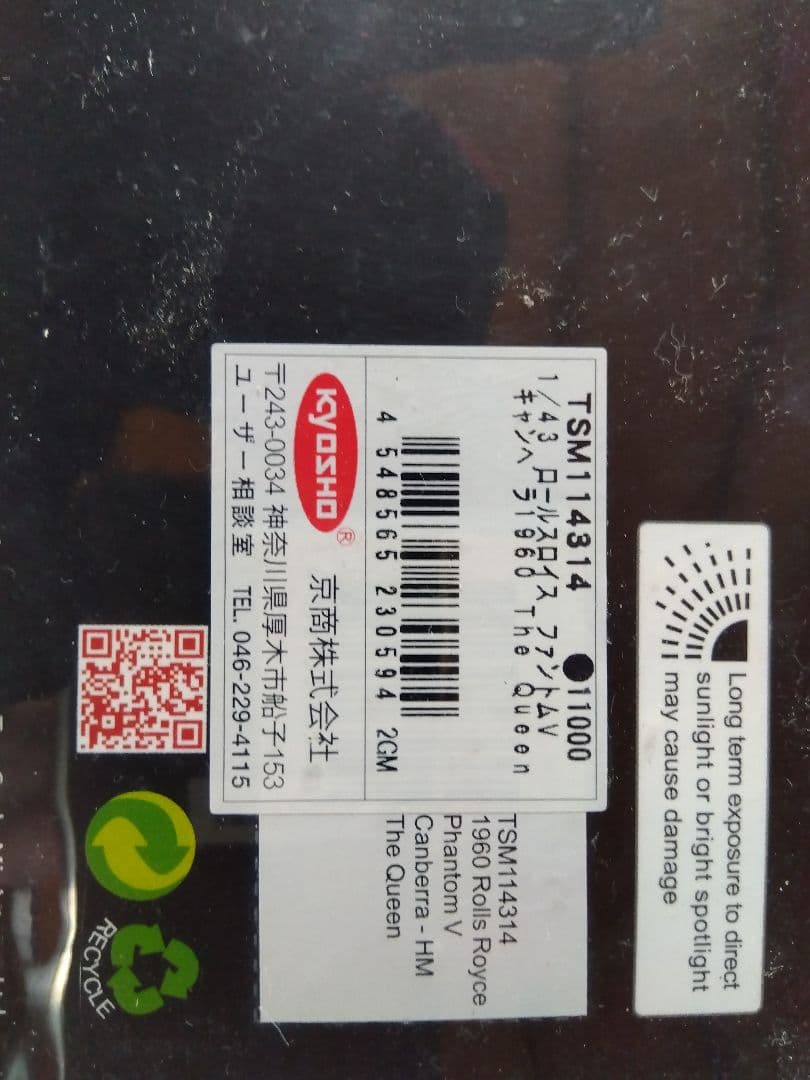 TSM114314 ●11000
1/43 ロールスロイス ファントムV
キャンベラ1960 The Queen
4 548565 230594 2GM
KYOSHO® 京商株式会社
〒243-0034 神奈川県厚木市船子153
ユーザー相談室 TEL. 046-229-4115
TSM114314
1960 Rolls Royce
Phantom V
Canberra - HM
The Queen
Long term exposure to direct
sunlight or bright spotlight
may cause damage
RECYCLE